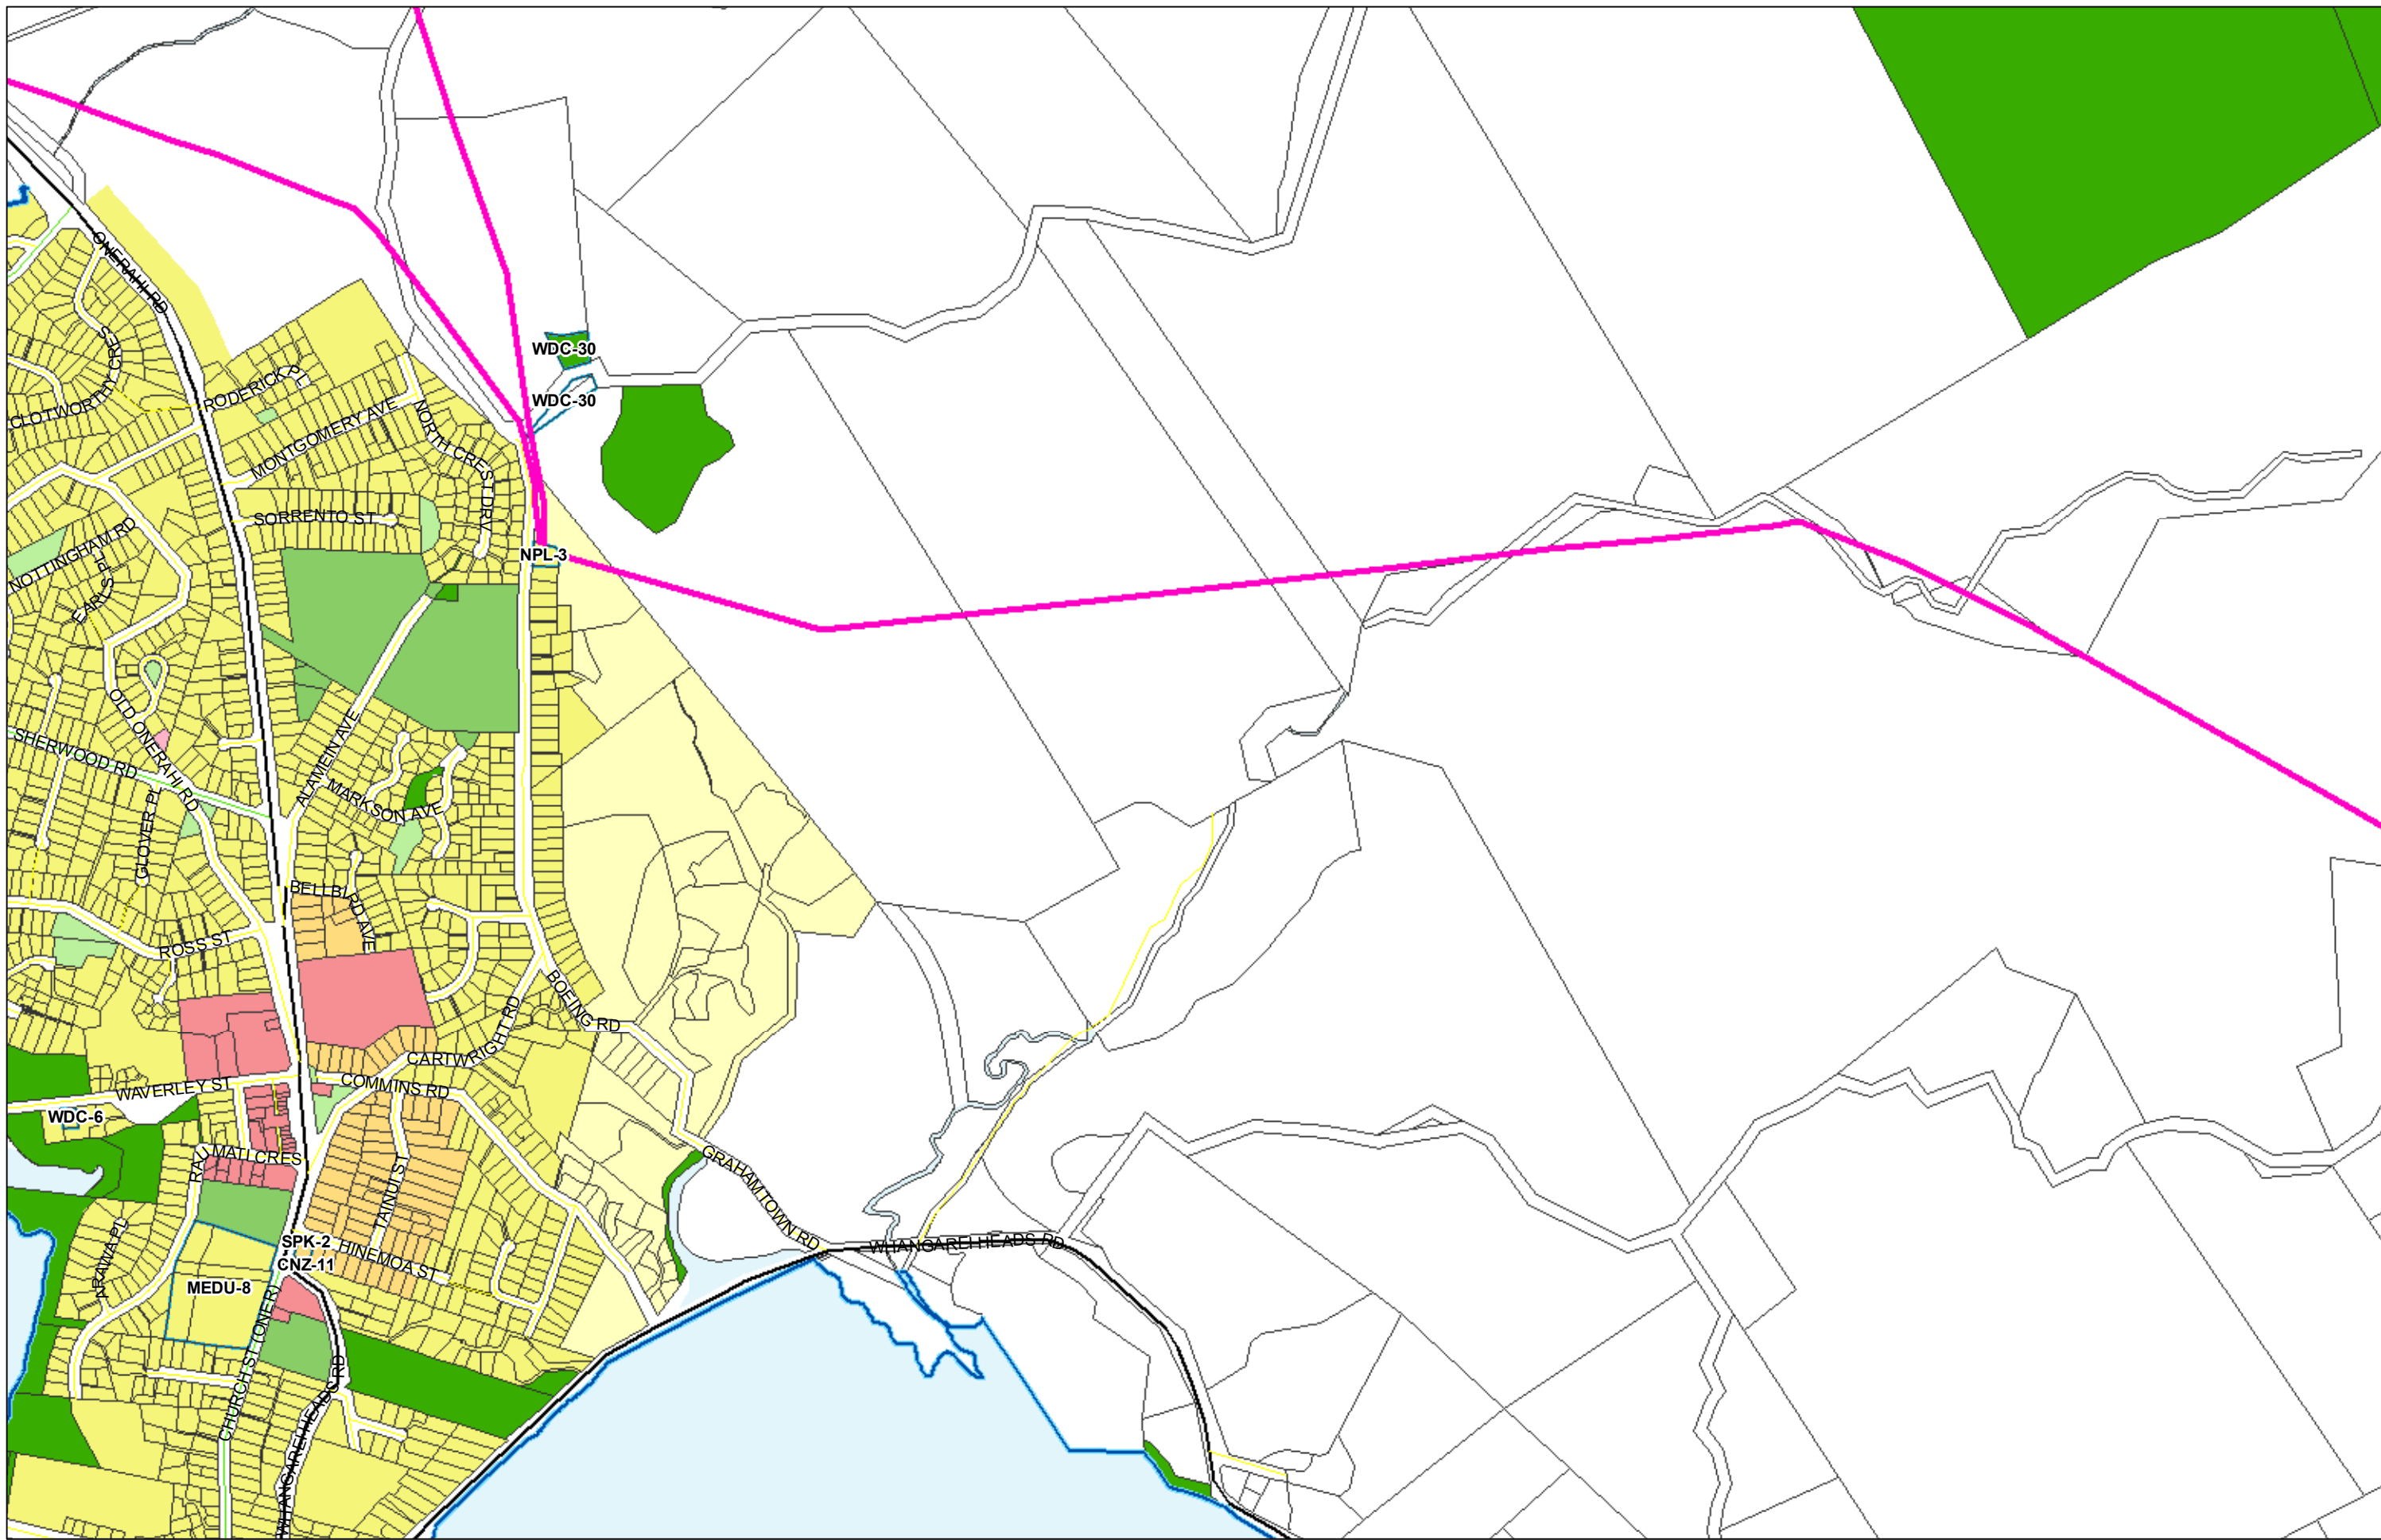 ONERAHI RD
CLOTWORTHY CRES
RODERICK PL
MONTGOMERY AVE
NORTH CREST DRV
WDC-30
WDC-30
SORRENTO ST
NOTTINGHAM RD
EARLS PL
NPL-3
OLD ONERAHI RD
SHERWOOD RD
GLOVER PL
ALAMEIN AVE
MARKSON AVE
BELLBIRD AVE
ROSS ST
BOEING RD
CARTWRIGHT RD
COMMINS RD
WAVERLEY ST
WDC-6
RAUMATI CRES
TAINUI ST
GRAHAMTOWN RD
WHANGAREI HEADS RD
SPK-2
HINEMOA ST
CNZ-11
MEDU-8
CHURCH ST (ONER)
WHANGAREI HEADS RD